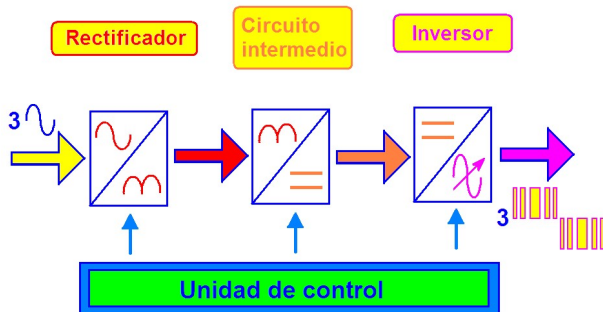 Rectificador
Circuito
intermedio
Inversor
3
3
Unidad de control